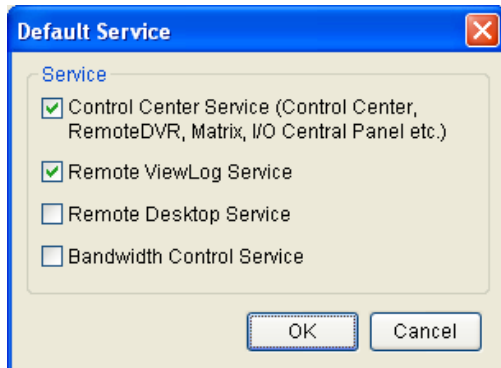 Default Service
Service
Control Center Service (Control Center,
RemoteDVR, Matrix, I/O Central Panel etc.)
Remote ViewLog Service
Remote Desktop Service
Bandwidth Control Service
OK
Cancel